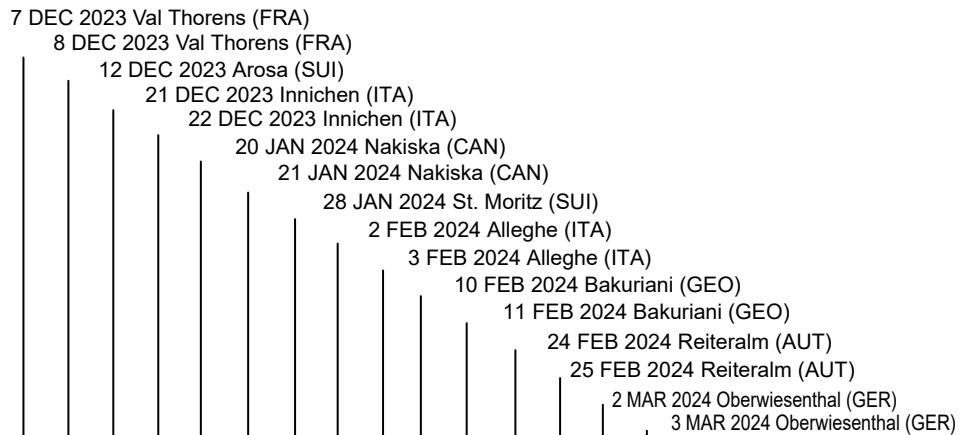 7 DEC 2023 Val Thorens (FRA)
8 DEC 2023 Val Thorens (FRA)
12 DEC 2023 Arosa (SUI)
21 DEC 2023 Innichen (ITA)
22 DEC 2023 Innichen (ITA)
20 JAN 2024 Nakiska (CAN)
21 JAN 2024 Nakiska (CAN)
28 JAN 2024 St. Moritz (SUI)
2 FEB 2024 Alleghe (ITA)
3 FEB 2024 Alleghe (ITA)
10 FEB 2024 Bakuriani (GEO)
11 FEB 2024 Bakuriani (GEO)
24 FEB 2024 Reiteralm (AUT)
25 FEB 2024 Reiteralm (AUT)
2 MAR 2024 Oberwiesenthal (GER)
3 MAR 2024 Oberwiesenthal (GER)